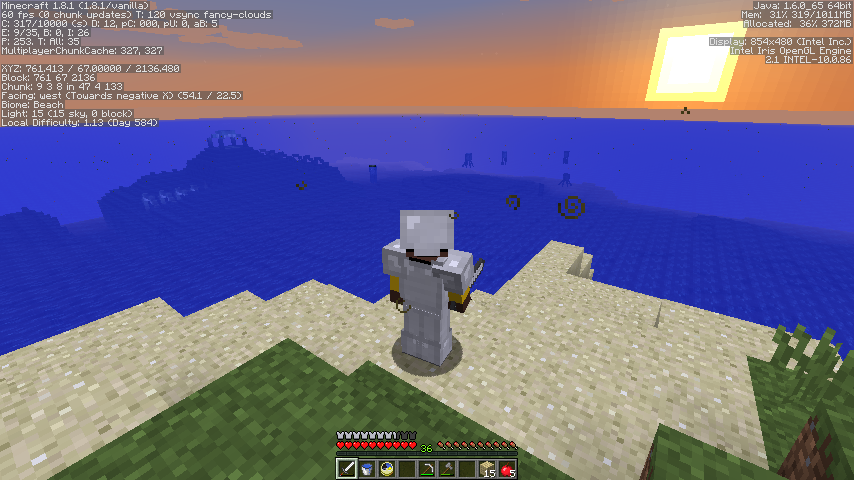 Minecraft 1.8.1 (1.8.1/vanilla)
60 fps (0 chunk updates) T: 120 vsync fancy-clouds
C: 317/10000 (s) D: 12, pC: 000, pU: 0, aB: 5
E: 9/35, B: 0, I: 26
P: 253. T: All: 35
MultiplayerChunkCache: 327, 327
XYZ: 761.413 / 67.00000 / 2136.480
Block: 761 67 2136
Chunk: 9 3 8 in 47 4 133
Facing: west (Towards negative X) (54.1 / 22.5)
Biome: Beach
Light: 15 (15 sky, 0 block)
Local Difficulty: 1.13 (Day 584)
Java: 1.6.0_65 64bit
Mem: 31% 319/1011MB
Allocated: 36% 372MB
Display: 854x480 (Intel Inc.)
Intel Iris OpenGL Engine
2.1 INTEL-10.0.86
36
15
5